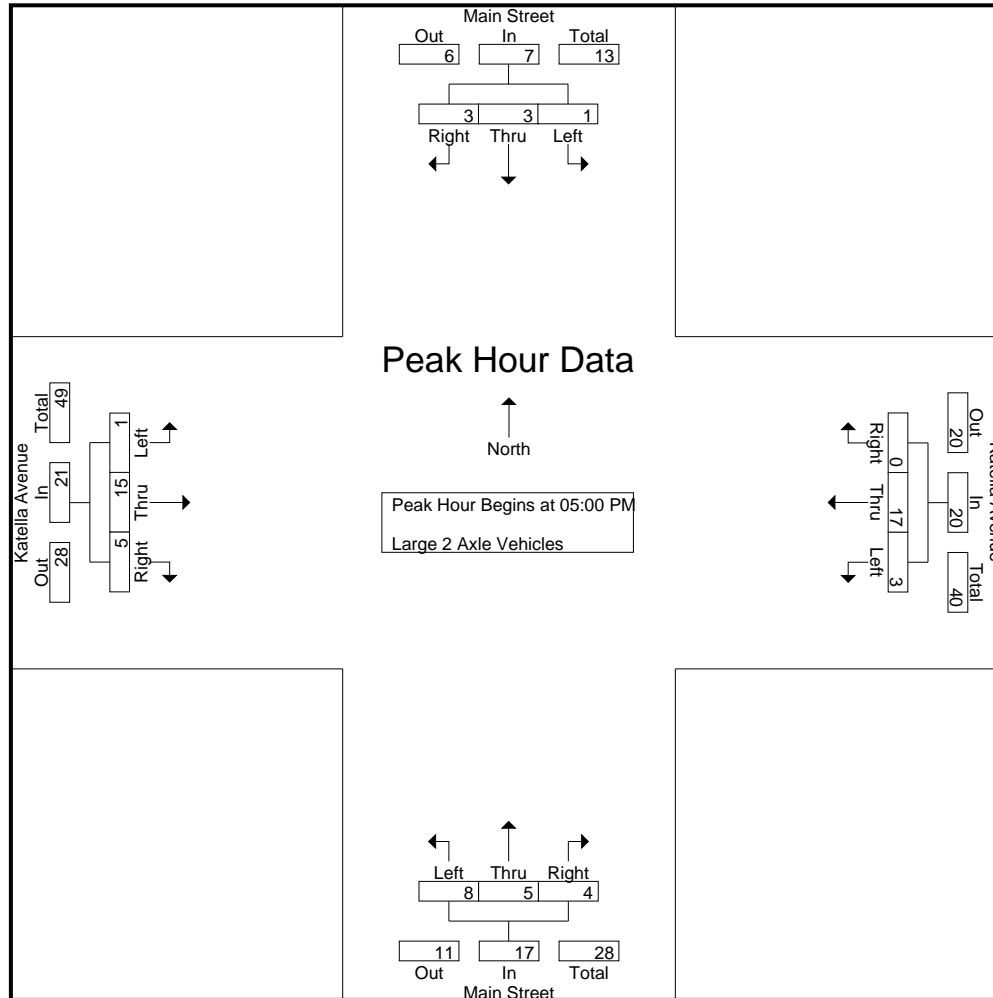 Main Street
Out In Total
6 7 13
3 3 1
Right Thru Left
Peak Hour Data
North
Peak Hour Begins at 05:00 PM
Large 2 Axle Vehicles
Katella Avenue
Total In Out
49 21 28
1 15 5
Left Thru Right
Out In Total
20 20 40
0 17 3
Right Thru Left
Left Thru Right
8 5 4
11 17 28
Out In Total
Main Street